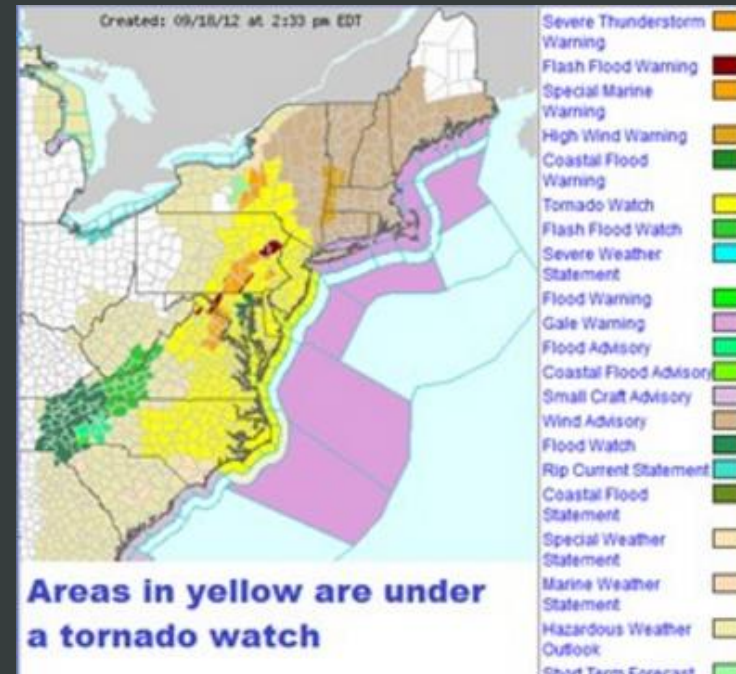 Created: 09/18/12 at 2:33 pm EDT
Severe Thunderstorm
Warning
Flash Flood Warning
Special Marine
Warning
High Wind Warning
Coastal Flood
Warning
Tornado Watch
Flash Flood Watch
Severe Weather
Statement
Flood Warning
Gale Warning
Flood Advisory
Coastal Flood Advisory
Small Craft Advisory
Wind Advisory
Flood Watch
Rip Current Statement
Coastal Flood
Statement
Special Weather
Statement
Marine Weather
Statement
Hazardous Weather
Outlook
Short Term Forecast
Areas in yellow are under
a tornado watch